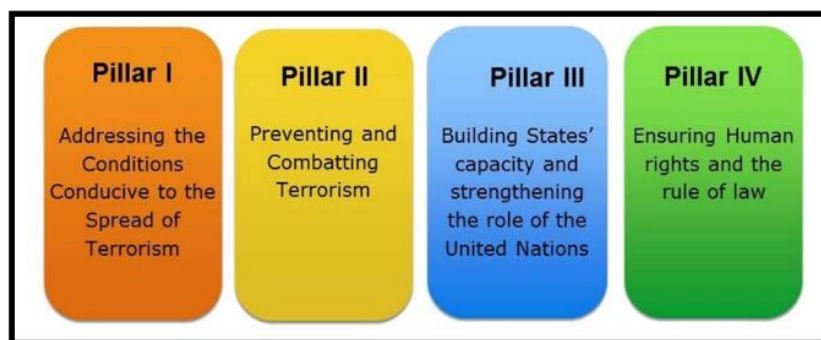 Pillar I
Addressing the
Conditions
Conducive to the
Spread of
Terrorism
Pillar II
Preventing and
Combatting
Terrorism
Pillar III
Building States’
capacity and
strengthening
the role of the
United Nations
Pillar IV
Ensuring Human
rights and the
rule of law